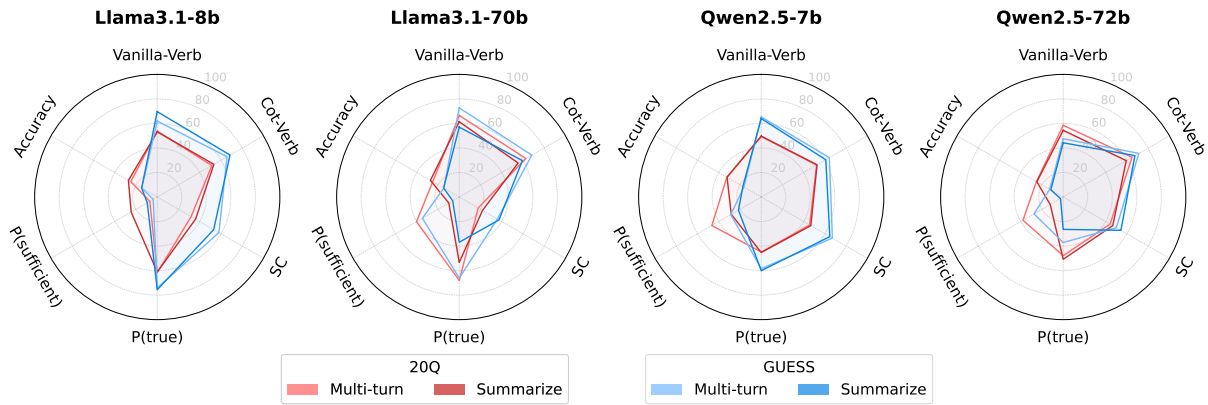 Llama3.1-8b
Vanilla-Verb
Cot-Verb
SC
P(true)
P(sufficient)
Accuracy
20
40
60
80
100
Llama3.1-70b
Vanilla-Verb
Cot-Verb
SC
P(true)
P(sufficient)
Accuracy
20
40
60
80
100
Qwen2.5-7b
Vanilla-Verb
Cot-Verb
SC
P(true)
P(sufficient)
Accuracy
20
40
60
80
100
Qwen2.5-72b
Vanilla-Verb
Cot-Verb
SC
P(true)
P(sufficient)
Accuracy
20
40
60
80
100
20Q
Multi-turn Summarize
GUESS
Multi-turn Summarize